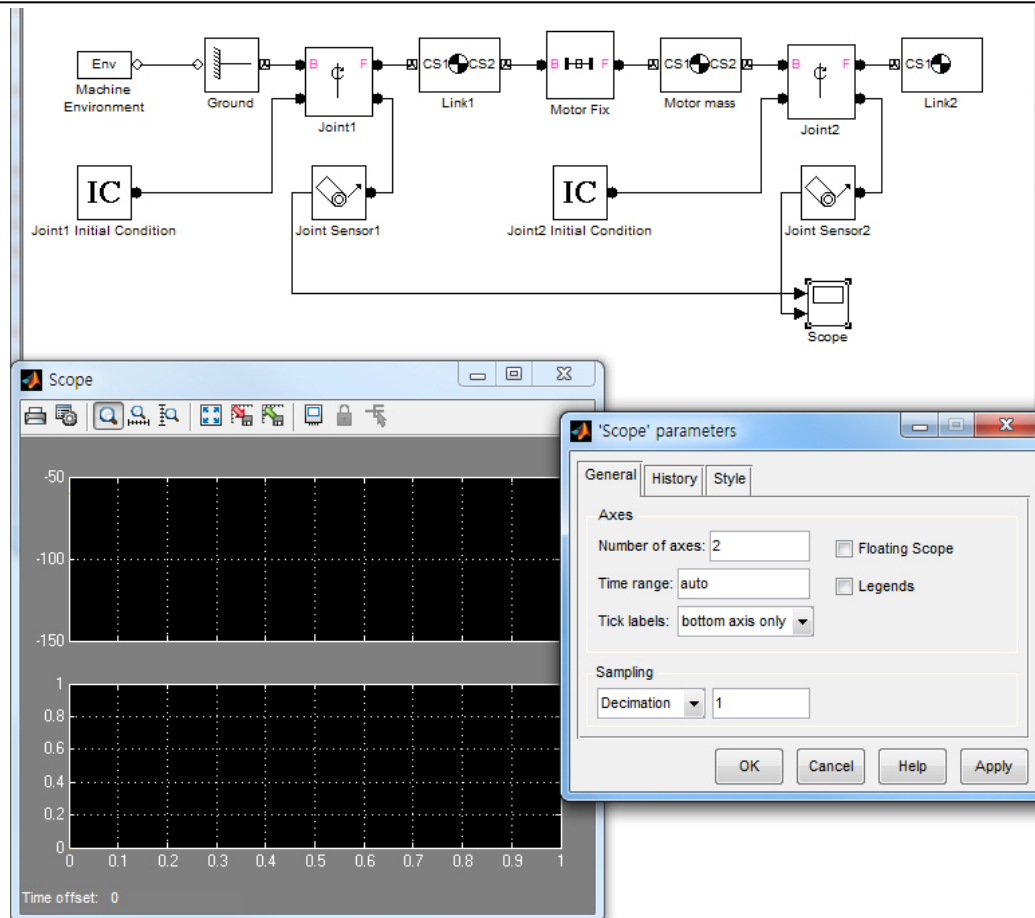 Env
B F
CS1 CS2
B F
CS1 CS2
B F
CS1
Machine
Environment
Ground
Joint1
Link1
Motor Fix
Motor mass
Joint2
Link2
IC
IC
Joint1 Initial Condition
Joint Sensor1
Joint2 Initial Condition
Joint Sensor2
Scope
Scope
-50
-100
-150
1
0.8
0.6
0.4
0.2
0
0 0.1 0.2 0.3 0.4 0.5 0.6 0.7 0.8 0.9 1
Time offset: 0
'Scope' parameters
General History Style
Axes
Number of axes: 2
Floating Scope
Time range: auto
Legends
Tick labels: bottom axis only
Sampling
Decimation 1
OK Cancel Help Apply